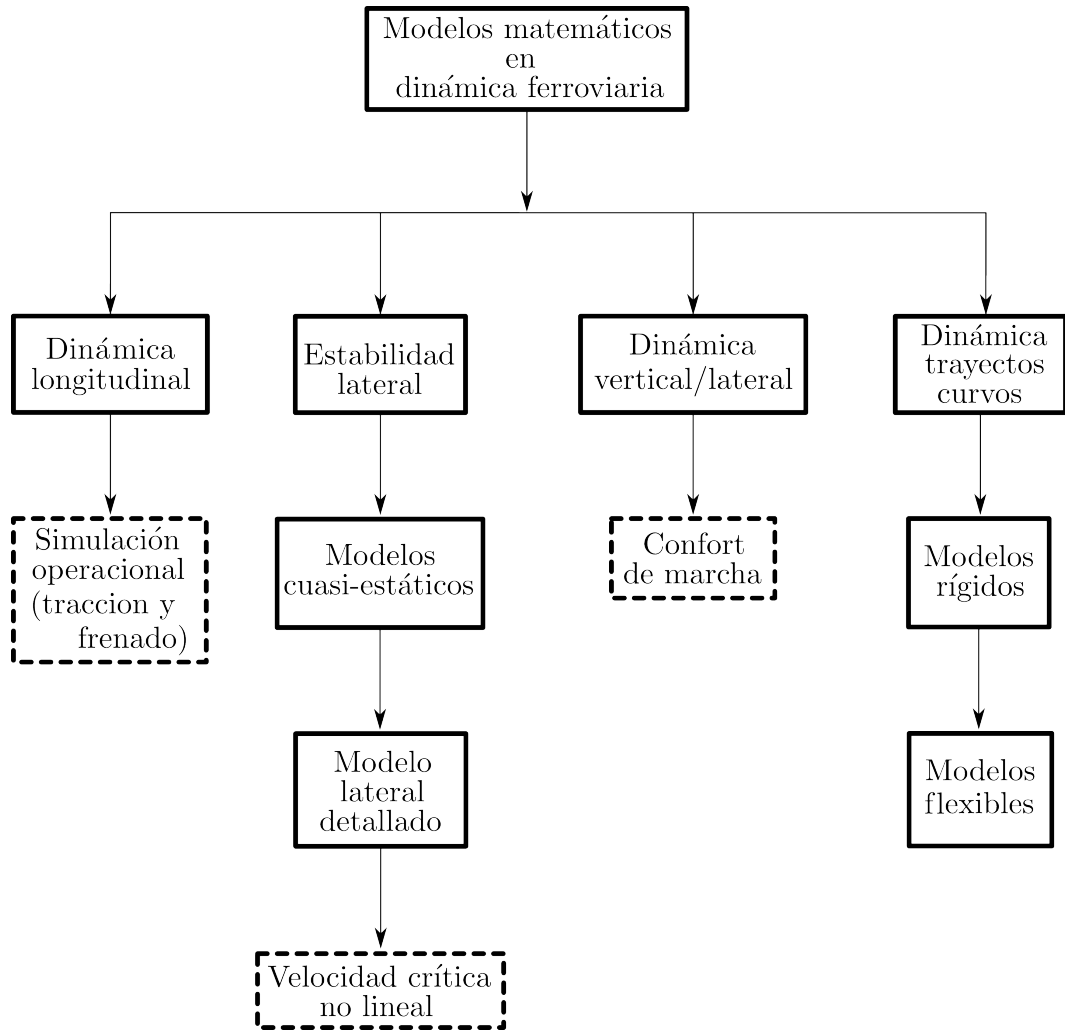 Modelos matemáticos
en
dinámica ferroviaria
Dinámica
longitudinal
Estabilidad
lateral
Dinámica
vertical/lateral
Dinámica
trayectos
curvos
Simulación
operacional
(traccion y
frenado)
Modelos
cuasi-estáticos
Confort
de marcha
Modelos
rígidos
Modelo
lateral
detallado
Modelos
flexibles
Velocidad crítica
no lineal